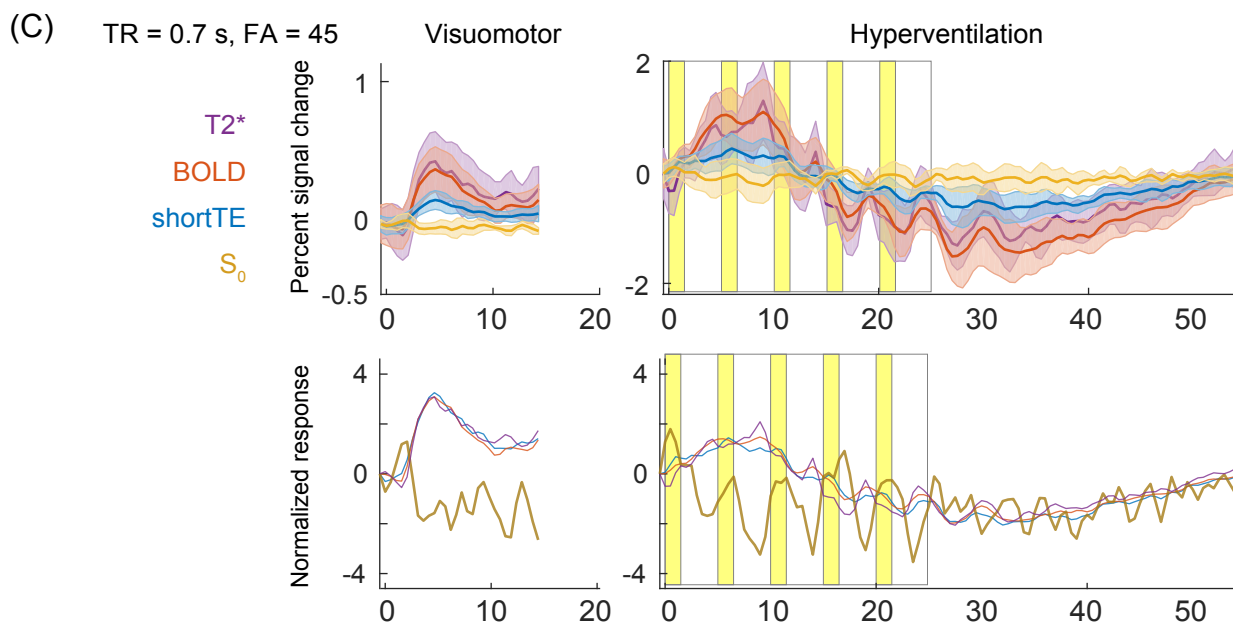 (C)
TR = 0.7 s, FA = 45
Visuomotor
Hyperventilation
T2*
BOLD
shortTE
S₀
Percent signal change
1
0
-0.5
0 10 20
2
0
-2
0 10 20 30 40 50
Normalized response
4
0
-4
0 10 20
4
0
-4
0 10 20 30 40 50